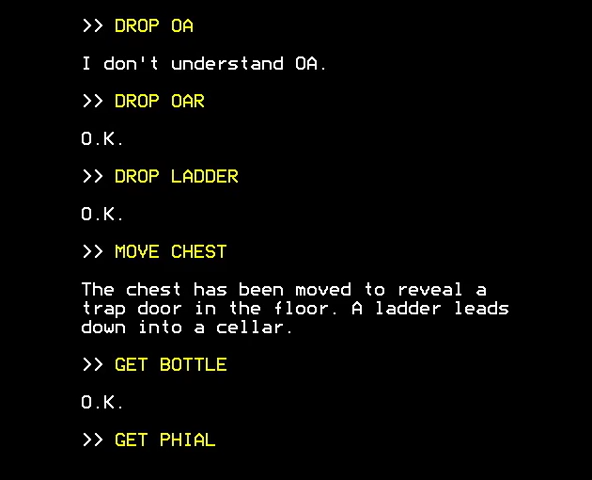 >> DROP OA
I don't understand OA.
>> DROP OAR
O.K.
>> DROP LADDER
O.K.
>> MOVE CHEST
The chest has been moved to reveal a
trap door in the floor. A ladder leads
down into a cellar.
>> GET BOTTLE
O.K.
>> GET PHIAL